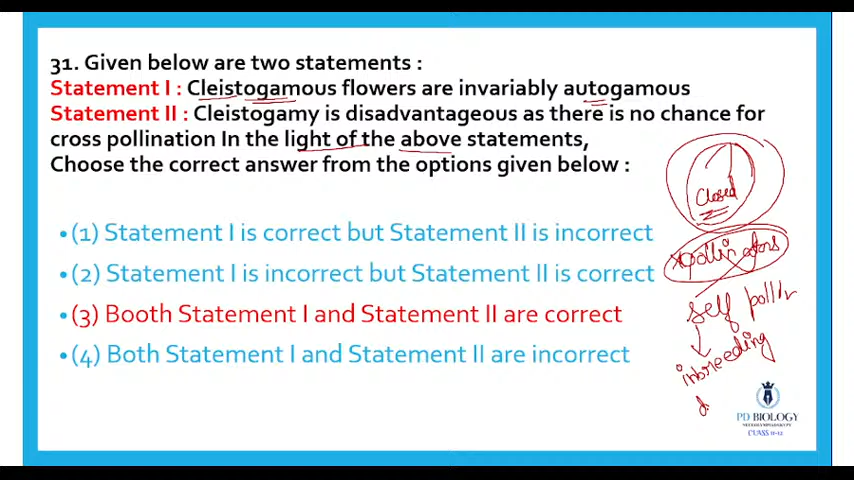 31. Given below are two statements :
Statement I : Cleistogamous flowers are invariably autogamous
Statement II : Cleistogamy is disadvantageous as there is no chance for
cross pollination In the light of the above statements,
Choose the correct answer from the options given below :
• (1) Statement I is correct but Statement II is incorrect
• (2) Statement I is incorrect but Statement II is correct
• (3) Booth Statement I and Statement II are correct
• (4) Both Statement I and Statement II are incorrect
Closed
pollinators
self pollin
inbreeding
d
PD BIOLOGY
CLASS 11-12